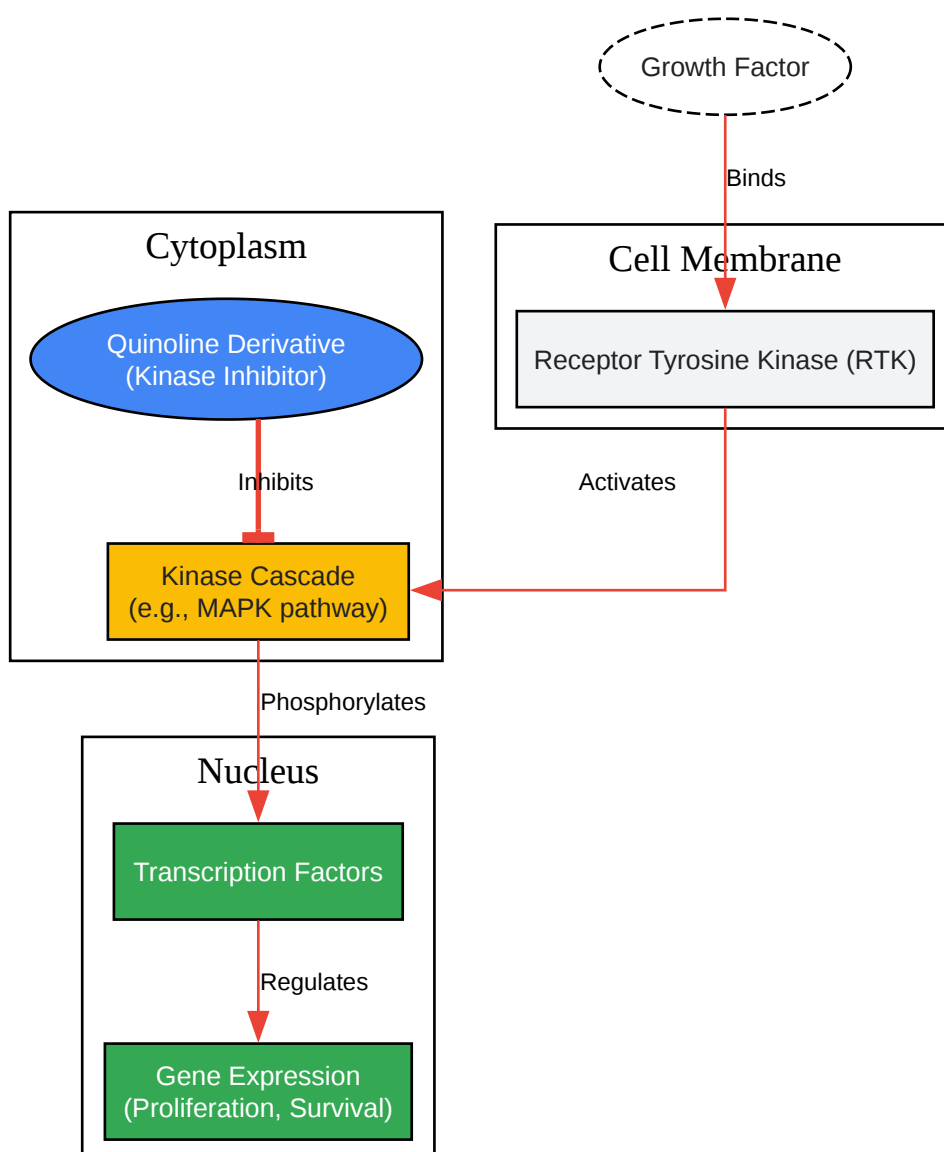 Growth Factor
Binds
Cytoplasm
Cell Membrane
Quinoline Derivative
(Kinase Inhibitor)
Receptor Tyrosine Kinase (RTK)
Inhibits
Activates
Kinase Cascade
(e.g., MAPK pathway)
Phosphorylates
Nucleus
Transcription Factors
Regulates
Gene Expression
(Proliferation, Survival)